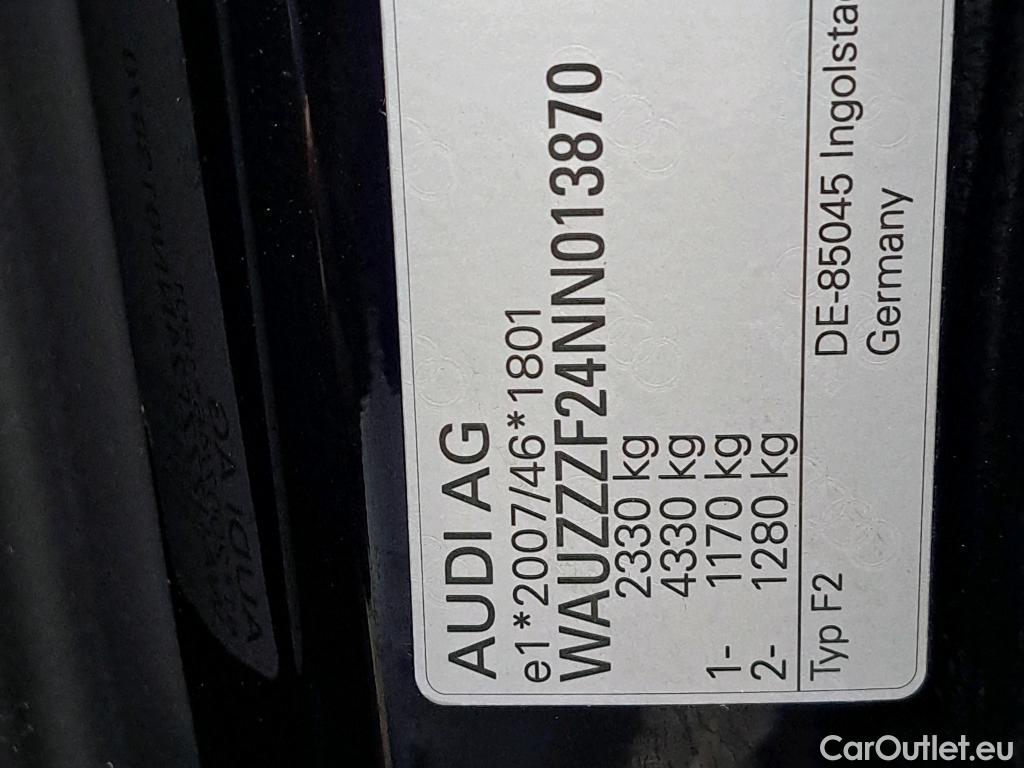 AUDI AG
e1*2007/46*1801
WAUZZZF24NN013870
2330 kg
4330 kg
1- 1170 kg
2- 1280 kg
Typ F2
DE-85045 Ingolsta
Germany
CarOutlet.eu